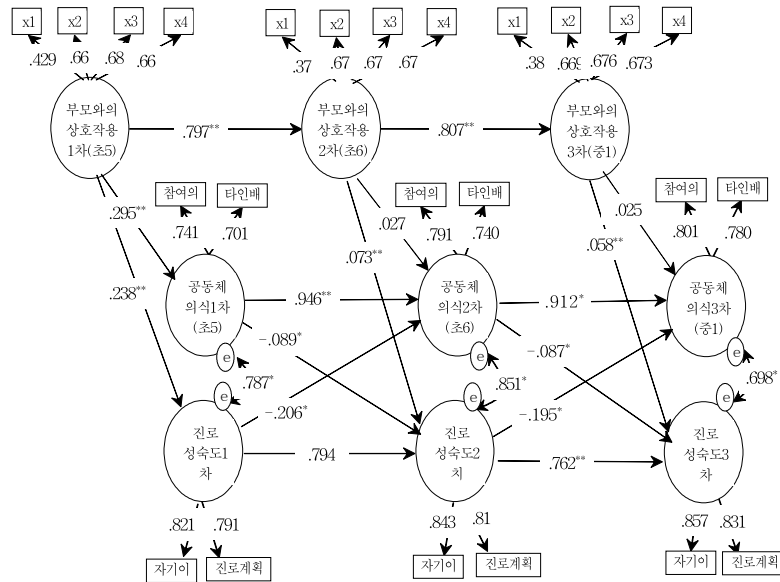 x1 x2 x3 x4 x1 x2 x3 x4 x1 x2 x3 x4
.429 .66 .68 .66 .37 .67 .67 .67 .38 .676 .673
부모와의
상호작용
1차(초5)
.797**
부모와의
상호작용
2차(초6)
.807**
부모와의
상호작용
3차(중1)
참여의 타인배 참여의 타인배 참여의 타인배
.295** .741 .701 .027 .791 .740 .025 .801 .780
.238** .073** .058**
공동체
의식1차
(초5)
.946**
공동체
의식2차
(초6)
.912*
공동체
의식3차
(중1)
-.089* -.087*
e e e
.787* .851* .698*
e e e
-.206* -.195*
진로
성숙도1
차
.794
진로
성숙도2
.762**
진로
성숙도3
차
.821 .791 .843 .81 .857 .831
자기이 진로계획 자기이 진로계획 자기이 진로계획